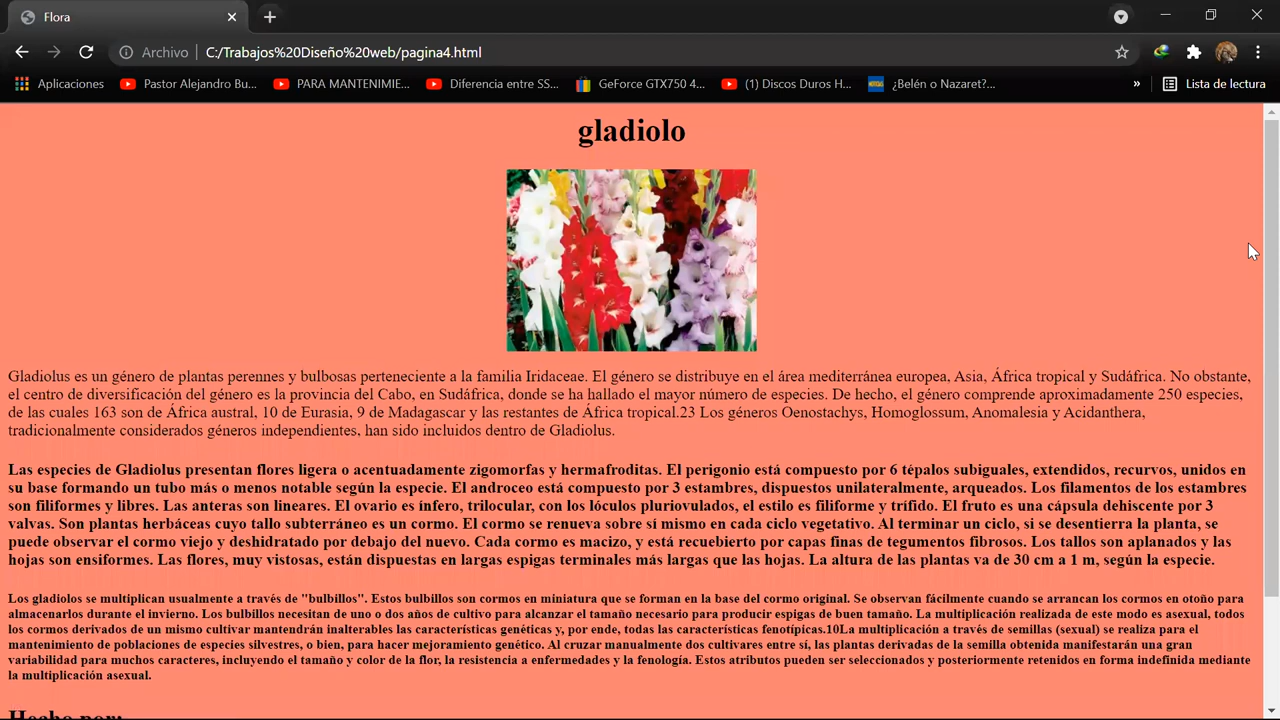 Flora
Archivo
C:/Trabajos%20Diseño%20web/pagina4.html
Aplicaciones
Pastor Alejandro Bu...
PARA MANTENIMIE...
Diferencia entre SS...
GeForce GTX750 4...
(1) Discos Duros H...
¿Belén o Nazaret?...
»
Lista de lectura
gladiolo
Gladiolus es un género de plantas perennes y bulbosas perteneciente a la familia Iridaceae. El género se distribuye en el área mediterránea europea, Asia, África tropical y Sudáfrica. No obstante,
el centro de diversificación del género es la provincia del Cabo, en Sudáfrica, donde se ha hallado el mayor número de especies. De hecho, el género comprende aproximadamente 250 especies,
de las cuales 163 son de África austral, 10 de Eurasia, 9 de Madagascar y las restantes de África tropical.23 Los géneros Oenostachys, Homoglossum, Anomalesia y Acidanthera,
tradicionalmente considerados géneros independientes, han sido incluidos dentro de Gladiolus.
Las especies de Gladiolus presentan flores ligera o acentuadamente zigomorfas y hermafroditas. El perigonio está compuesto por 6 tépalos subiguales, extendidos, recurvos, unidos en
su base formando un tubo más o menos notable según la especie. El androceo está compuesto por 3 estambres, dispuestos unilateralmente, arqueados. Los filamentos de los estambres
son filiformes y libres. Las anteras son lineares. El ovario es ínfero, trilocular, con los lóculos pluriovulados, el estilo es filiforme y trífido. El fruto es una cápsula dehiscente por 3
valvas. Son plantas herbáceas cuyo tallo subterráneo es un cormo. El cormo se renueva sobre sí mismo en cada ciclo vegetativo. Al terminar un ciclo, si se desentierra la planta, se
puede observar el cormo viejo y deshidratado por debajo del nuevo. Cada cormo es macizo, y está recuebierto por capas finas de tegumentos fibrosos. Los tallos son aplanados y las
hojas son ensiformes. Las flores, muy vistosas, están dispuestas en largas espigas terminales más largas que las hojas. La altura de las plantas va de 30 cm a 1 m, según la especie.
Los gladiolos se multiplican usualmente a través de "bulbillos". Estos bulbillos son cormos en miniatura que se forman en la base del cormo original. Se observan fácilmente cuando se arrancan los cormos en otoño para
almacenarlos durante el invierno. Los bulbillos necesitan de uno o dos años de cultivo para alcanzar el tamaño necesario para producir espigas de buen tamaño. La multiplicación realizada de este modo es asexual, todos
los cormos derivados de un mismo cultivar mantendrán inalterables las características genéticas y, por ende, todas las características fenotípicas.10La multiplicación a través de semillas (sexual) se realiza para el
mantenimiento de poblaciones de especies silvestres, o bien, para hacer mejoramiento genético. Al cruzar manualmente dos cultivares entre sí, las plantas derivadas de la semilla obtenida manifestarán una gran
variabilidad para muchos caracteres, incluyendo el tamaño y color de la flor, la resistencia a enfermedades y la fenología. Estos atributos pueden ser seleccionados y posteriormente retenidos en forma indefinida mediante
la multiplicación asexual.
Hecho por: